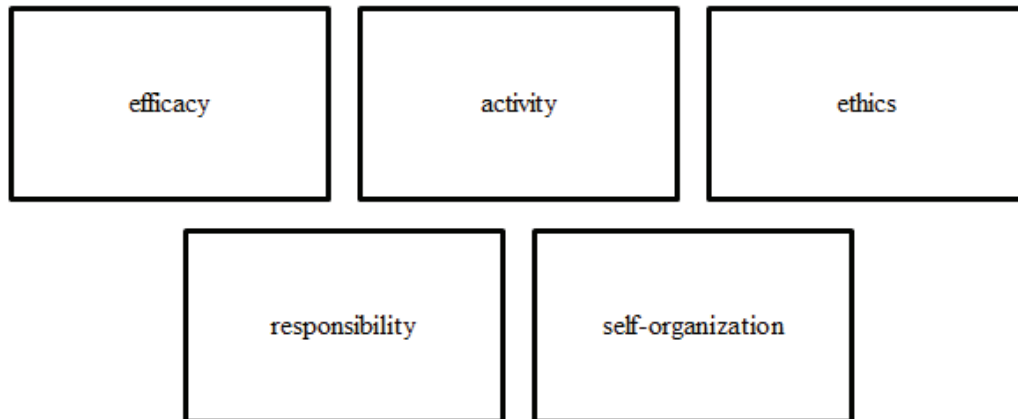 efficacy
activity
ethics
responsibility
self-organization